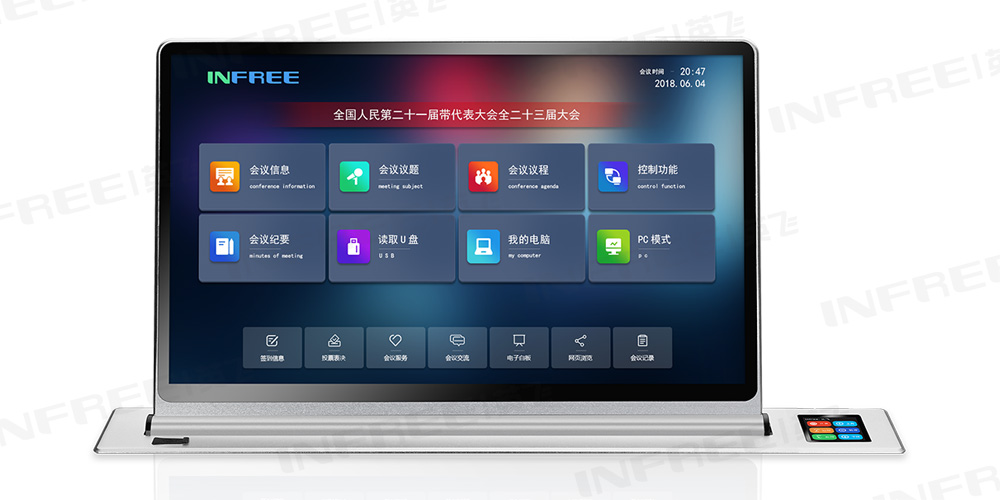 INFREE
会议时间 20:47
2018.06.04
全国人民第二十一届带代表大会全二十三届大会
会议信息
conference information
会议议题
meeting subject
会议议程
conference agenda
控制功能
control function
会议纪要
minutes of meeting
读取U盘
USB
我的电脑
my computer
PC模式
pc
签到信息
投票表决
会议服务
会议交流
电子白板
网页浏览
会议记录
INFREE|英飞